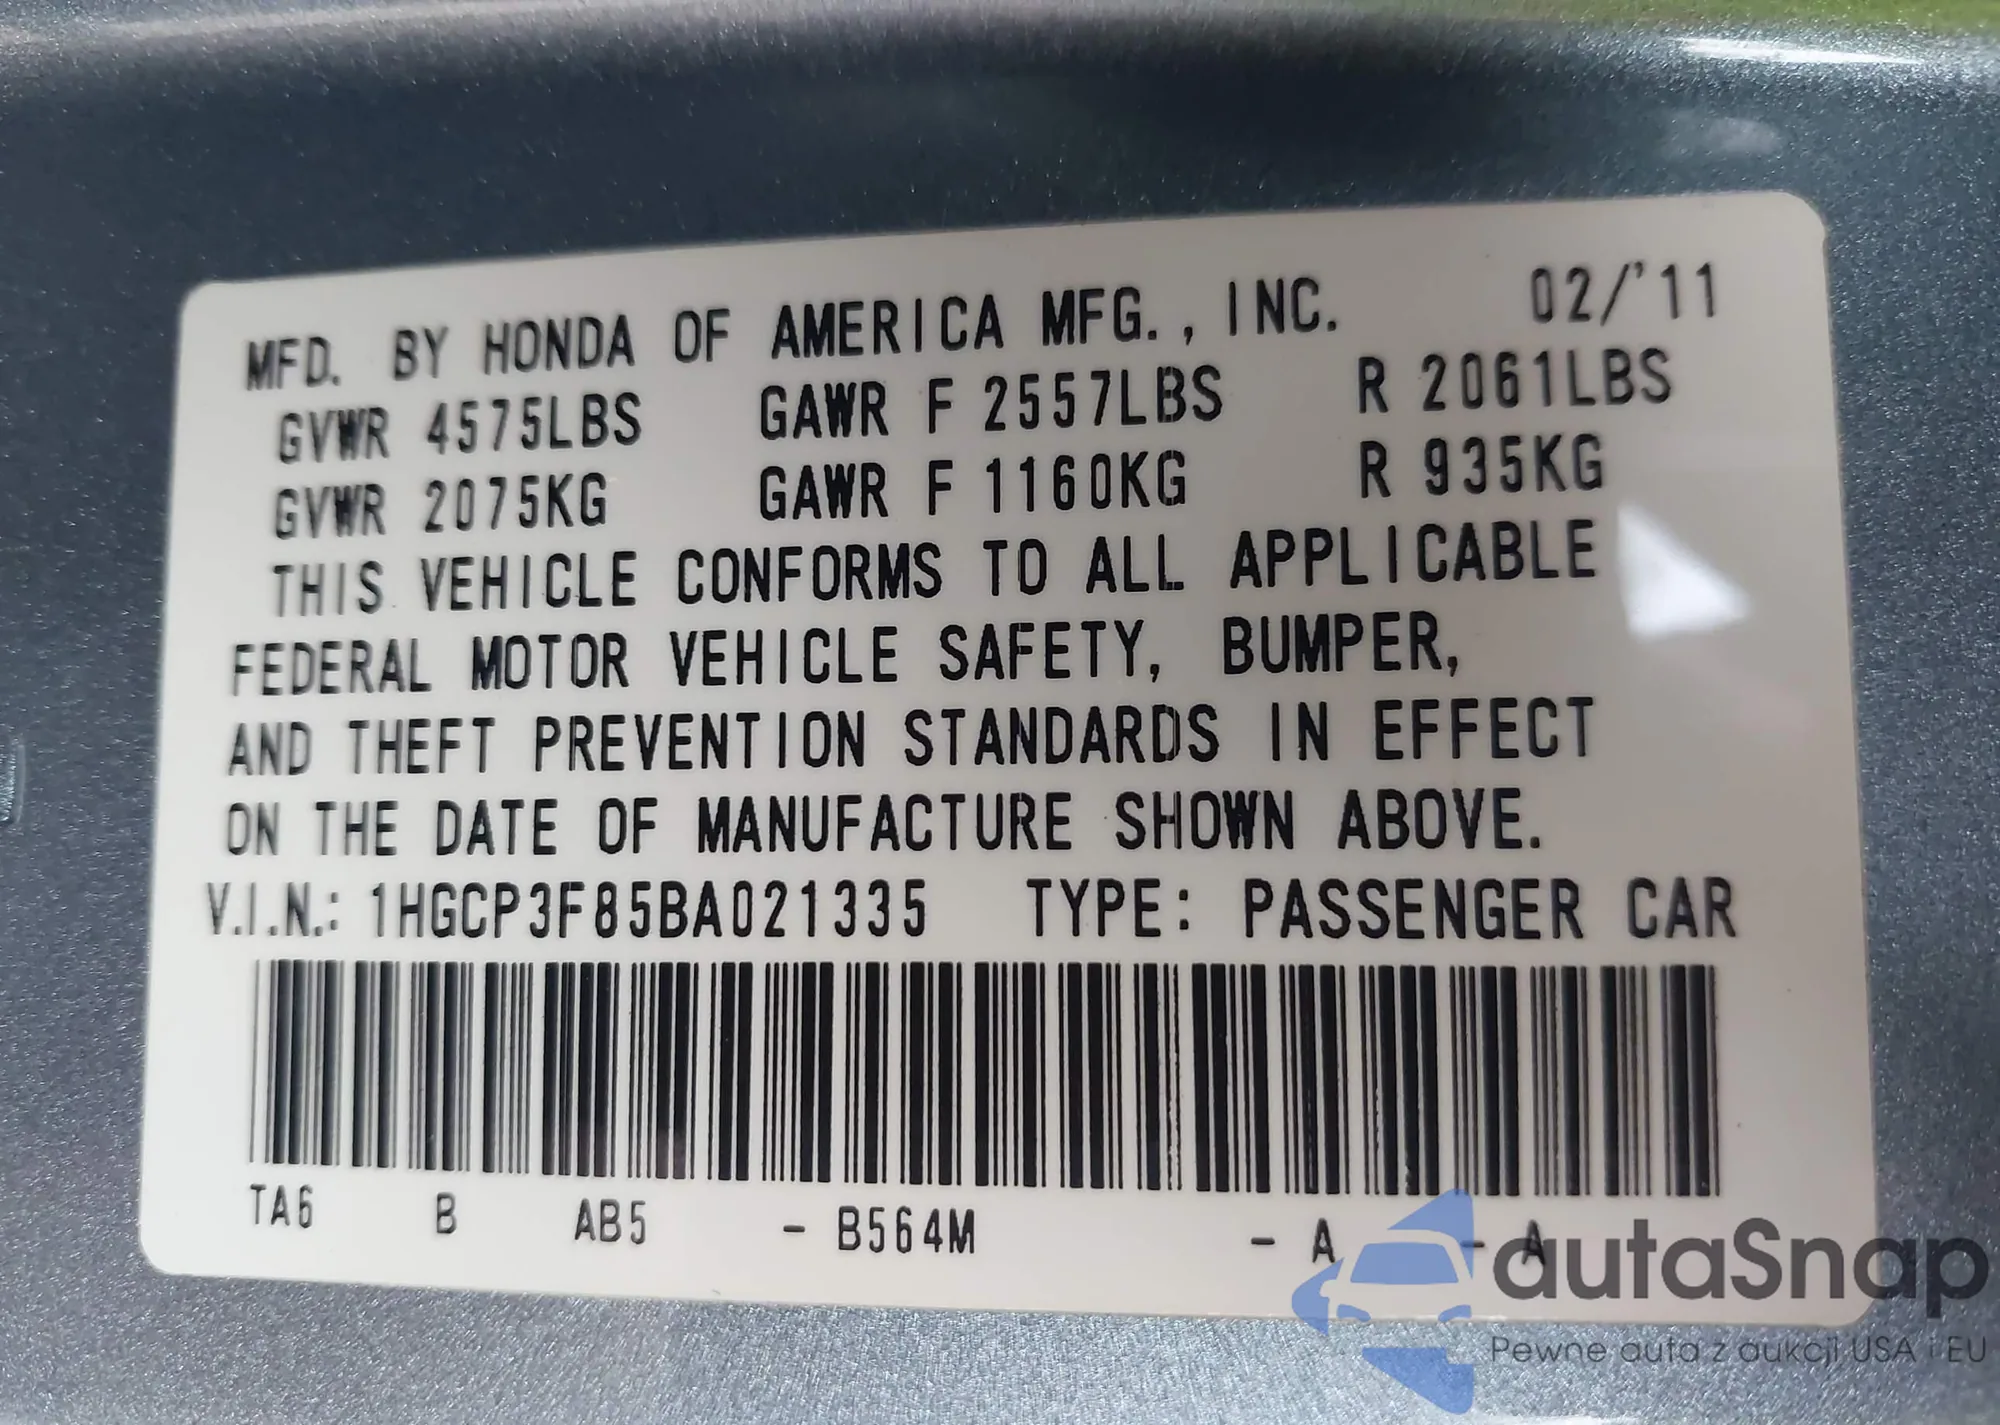 MFD. BY HONDA OF AMERICA MFG., INC. 02/'11
GVWR 4575LBS GAWR F 2557LBS R 2061LBS
GVWR 2075KG GAWR F 1160KG R 935KG
THIS VEHICLE CONFORMS TO ALL APPLICABLE
FEDERAL MOTOR VEHICLE SAFETY, BUMPER,
AND THEFT PREVENTION STANDARDS IN EFFECT
ON THE DATE OF MANUFACTURE SHOWN ABOVE.
V.I.N.: 1HGCP3F85BA021335 TYPE: PASSENGER CAR
TA6 B AB5 - B564M - A - A
autaSnap
Pewne auta z aukcji USA i EU